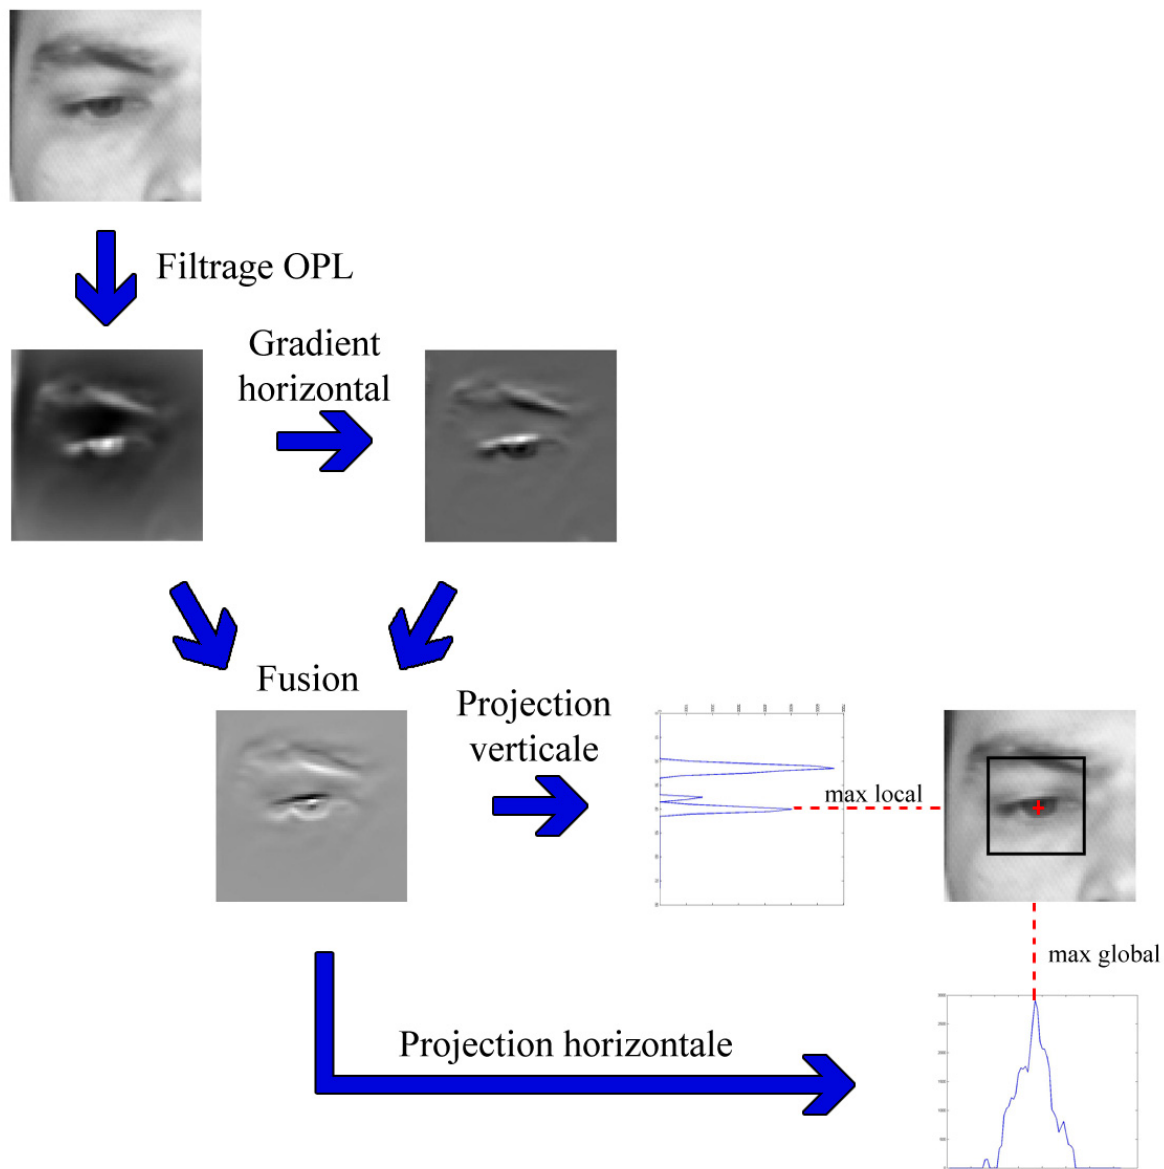 Filtrage OPL
Gradient
horizontal
Fusion
Projection
verticale
max local
max global
Projection horizontale